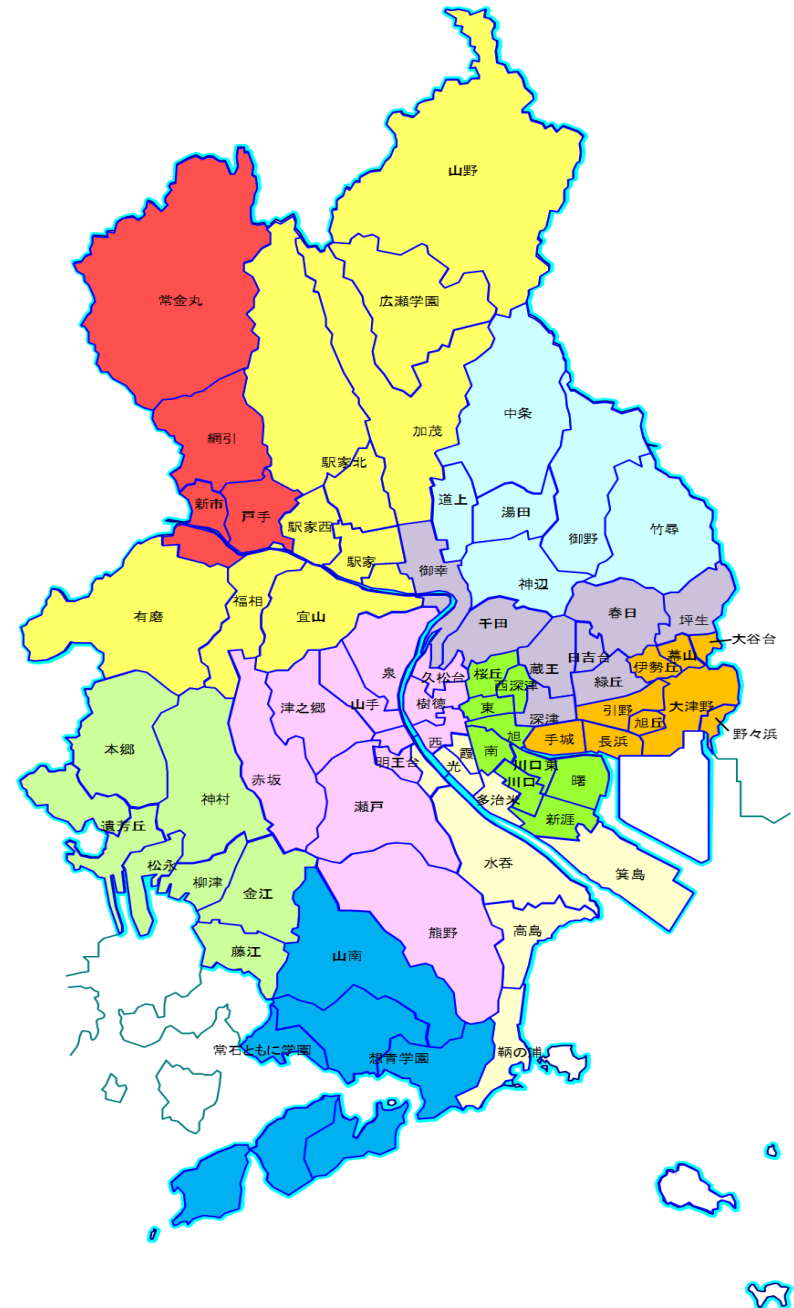 山野
常金丸
広瀬学園
中条
加茂
網引
駅家北
道上
新市
戸手
湯田
駅家西
御野
竹尋
駅家
御幸
神辺
福相
有磨
宜山
春日
坪生
千田
大谷台
日吉台
幕山
伊勢丘
泉
久松台
桜丘
蔵王
西深津
緑丘
津之郷
山手
樹徳
東
深津
引野
大津野
旭丘
野々浜
本郷
西
南
旭
手城
長浜
霞
明王台
光
川口東
赤坂
川口
曙
神村
瀬戸
多治米
新涯
遺芳丘
松永
水呑
箕島
柳津
金江
熊野
高島
藤江
山南
常石ともに学園
想青学園
鞆の浦